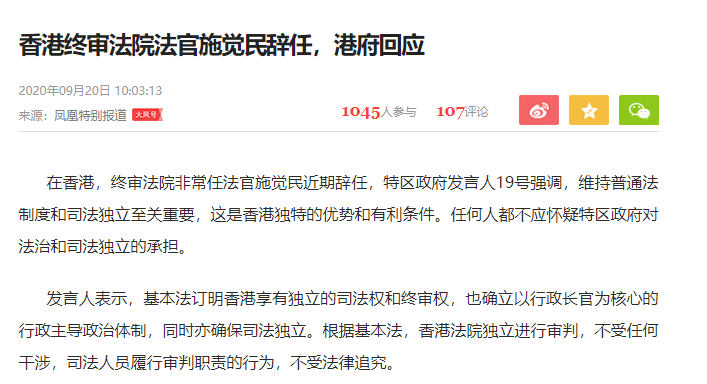 香港终审法院法官施觉民辞任，港府回应
2020年09月20日 10:03:13
来源：凤凰特别报道 大风号
1045人参与 107评论
在香港，终审法院非常任法官施觉民近期辞任，特区政府发言人19号强调，维持普通法
制度和司法独立至关重要，这是香港独特的优势和有利条件。任何人都不应怀疑特区政府对
法治和司法独立的承担。
发言人表示，基本法订明香港享有独立的司法权和终审权，也确立以行政长官为核心的
行政主导政治体制，同时亦确保司法独立。根据基本法，香港法院独立进行审判，不受任何
干涉，司法人员履行审判职责的行为，不受法律追究。